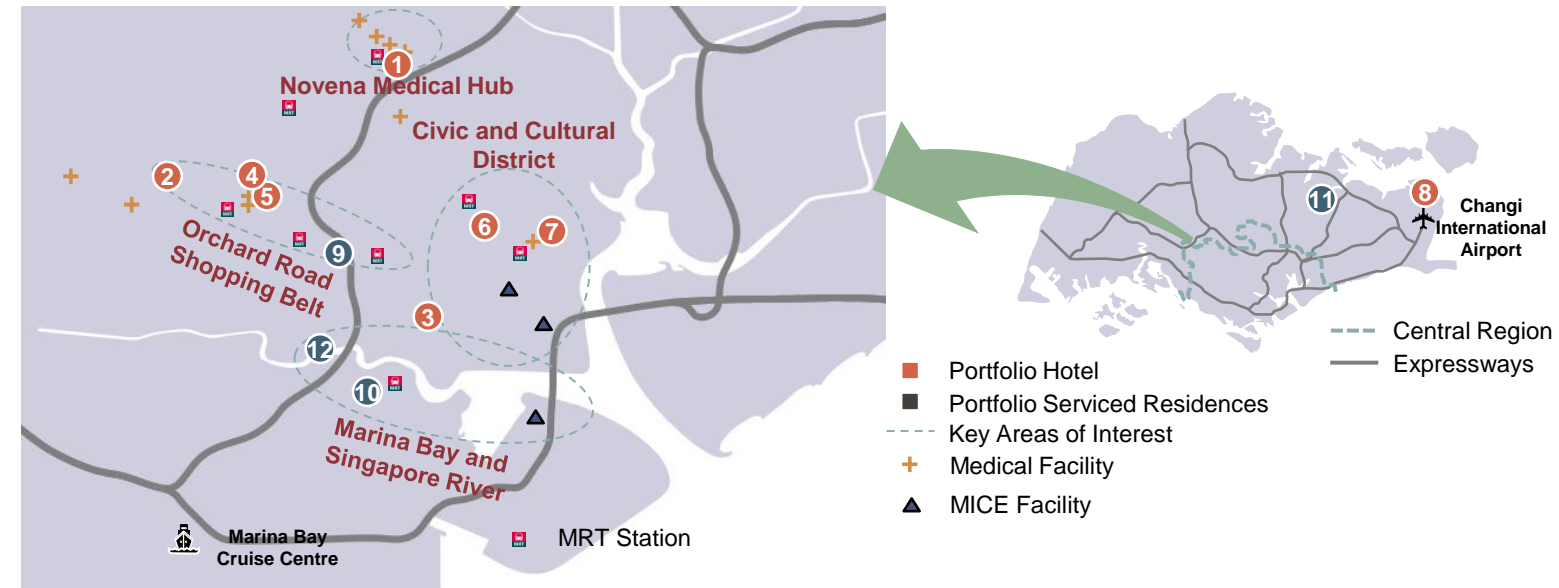 1
Novena Medical Hub
Civic and Cultural
District
2
4
5
6
7
Orchard Road
Shopping Belt
9
3
12
10
Marina Bay and
Singapore River
Marina Bay
Cruise Centre
MRT Station
11
8
Changi
International
Airport
Central Region
Expressways
Portfolio Hotel
Portfolio Serviced Residences
Key Areas of Interest
Medical Facility
MICE Facility